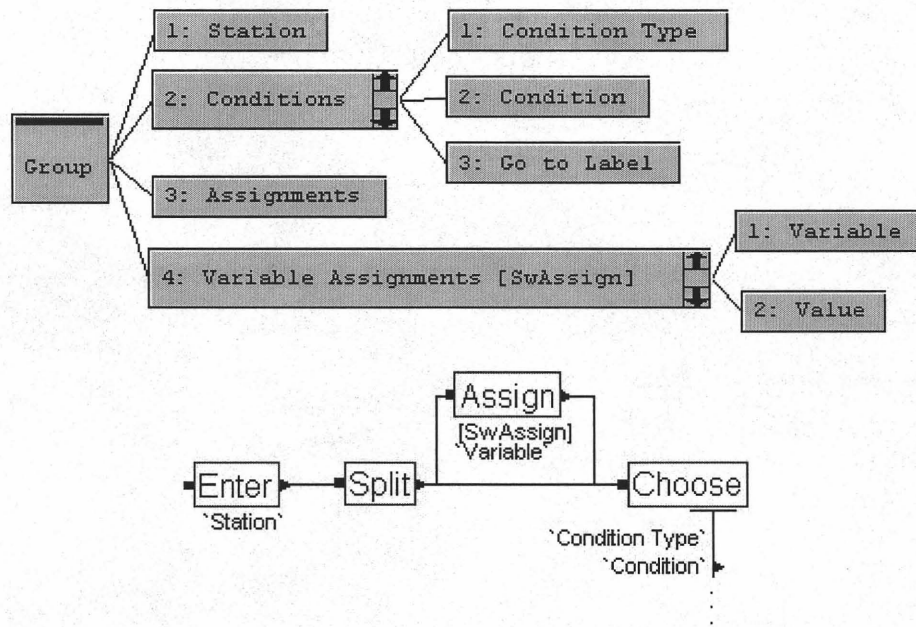 1: Station
1: Condition Type
2: Conditions
2: Condition
Group
3: Go to Label
3: Assignments
1: Variable
4: Variable Assignments [SwAssign]
2: Value
Assign
[SwAssign]
`Variable`
Enter
Split
Choose
`Station`
`Condition Type`
`Condition`